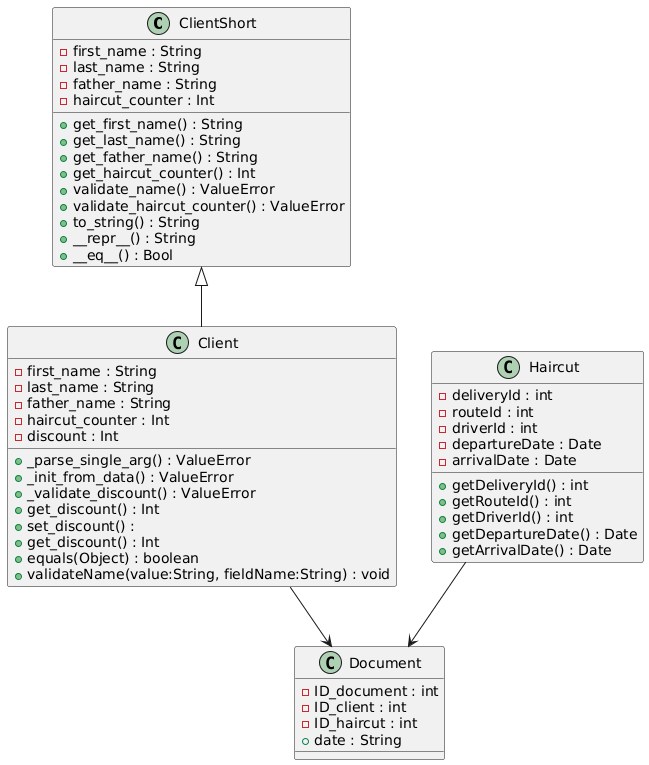 C ClientShort
first_name : String
last_name : String
father_name : String
haircut_counter : Int
get_first_name() : String
get_last_name() : String
get_father_name() : String
get_haircut_counter() : Int
validate_name() : ValueError
validate_haircut_counter() : ValueError
to_string() : String
__repr__() : String
__eq__() : Bool
C Client
first_name : String
last_name : String
father_name : String
haircut_counter : Int
discount : Int
_parse_single_arg() : ValueError
_init_from_data() : ValueError
_validate_discount() : ValueError
get_discount() : Int
set_discount() :
get_discount() : Int
equals(Object) : boolean
validateName(value:String, fieldName:String) : void
C Haircut
deliveryId : int
routeId : int
driverId : int
departureDate : Date
arrivalDate : Date
getDeliveryId() : int
getRouteId() : int
getDriverId() : int
getDepartureDate() : Date
getArrivalDate() : Date
C Document
ID_document : int
ID_client : int
ID_haircut : int
date : String